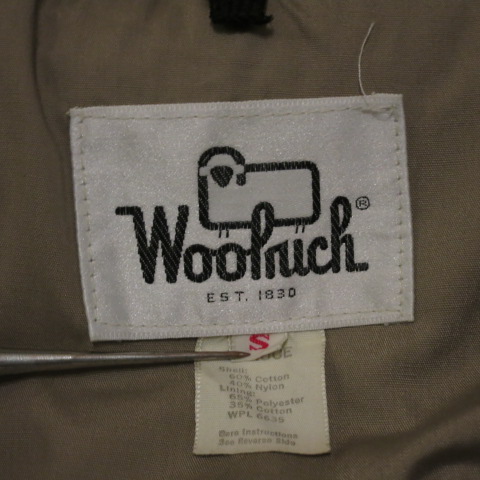 Woolrich®
EST. 1830
S
Shell:
60% Cotton
40% Nylon
Lining:
65% Polyester
35% Cotton
WPL 6635
Care Instructions
See Reverse Side